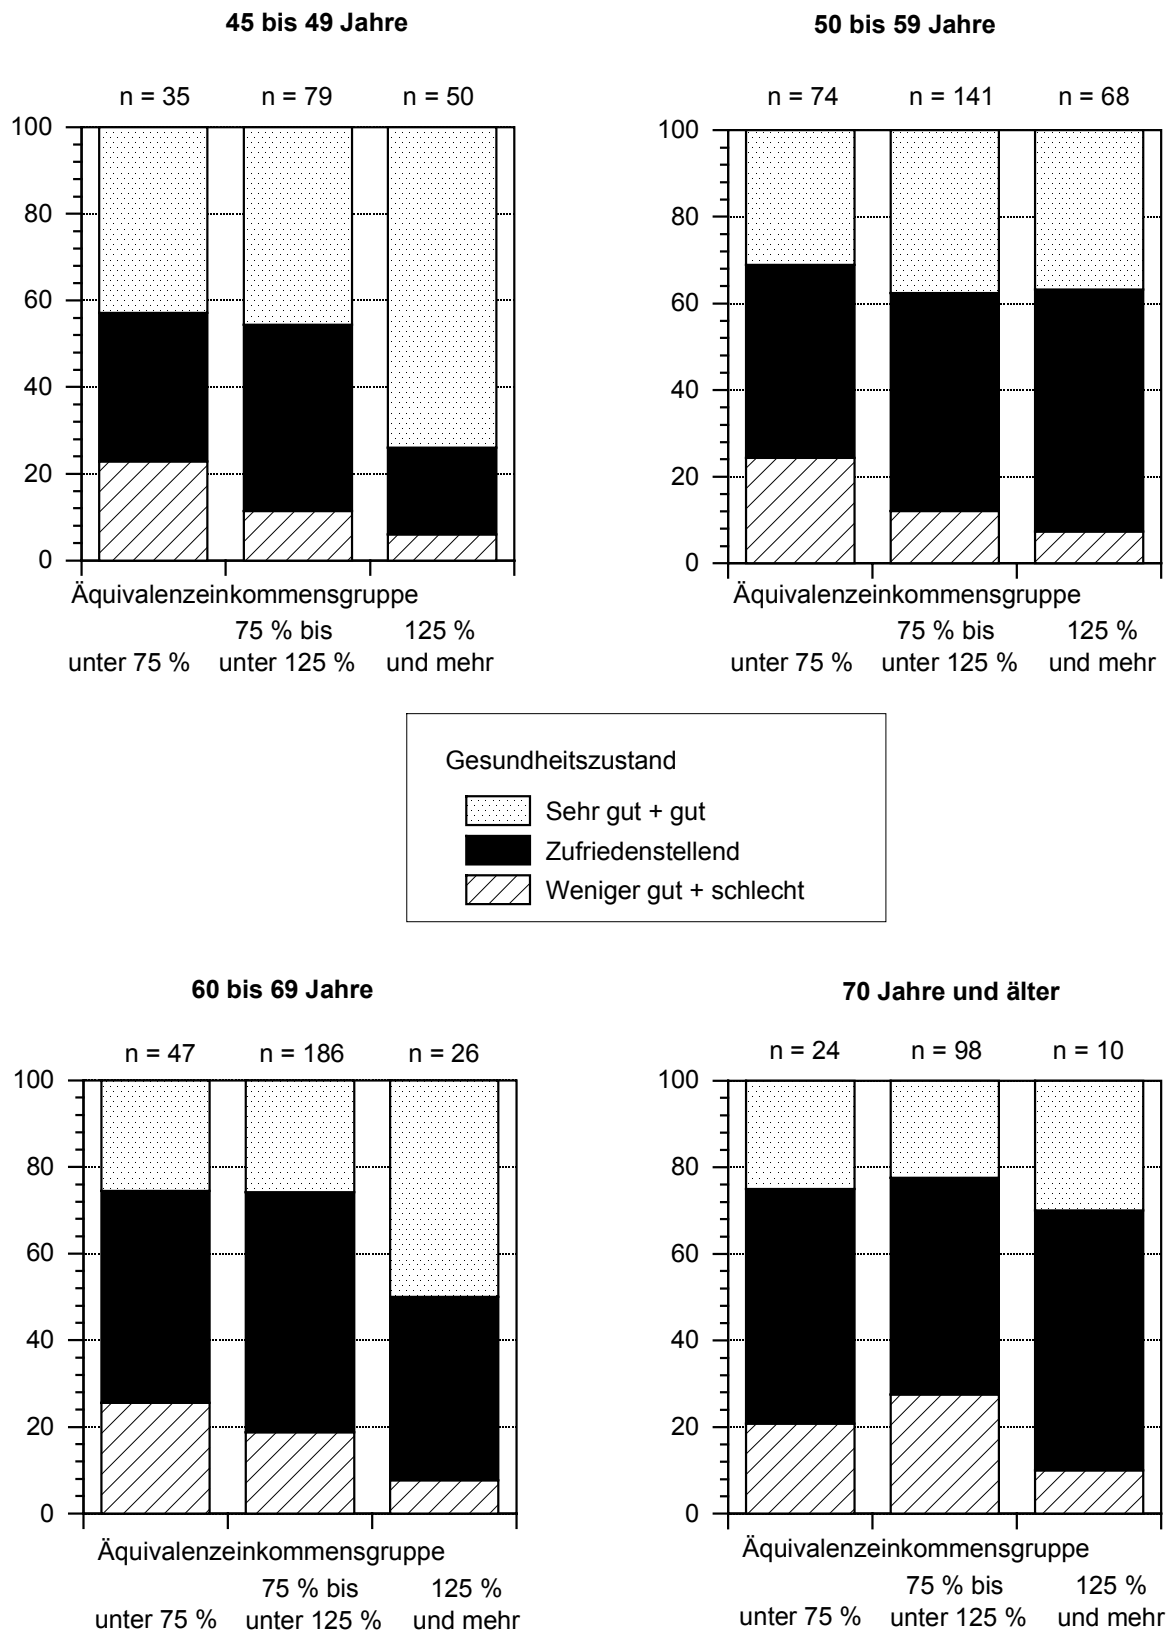 45 bis 49 Jahre
n = 35 n = 79 n = 50
100
80
60
40
20
0
Äquivalenzeinkommensgruppe
75 % bis 125 %
unter 75 % unter 125 % und mehr
50 bis 59 Jahre
n = 74 n = 141 n = 68
100
80
60
40
20
0
Äquivalenzeinkommensgruppe
75 % bis 125 %
unter 75 % unter 125 % und mehr
Gesundheitszustand
Sehr gut + gut
Zufriedenstellend
Weniger gut + schlecht
60 bis 69 Jahre
n = 47 n = 186 n = 26
100
80
60
40
20
0
Äquivalenzeinkommensgruppe
75 % bis 125 %
unter 75 % unter 125 % und mehr
70 Jahre und älter
n = 24 n = 98 n = 10
100
80
60
40
20
0
Äquivalenzeinkommensgruppe
75 % bis 125 %
unter 75 % unter 125 % und mehr